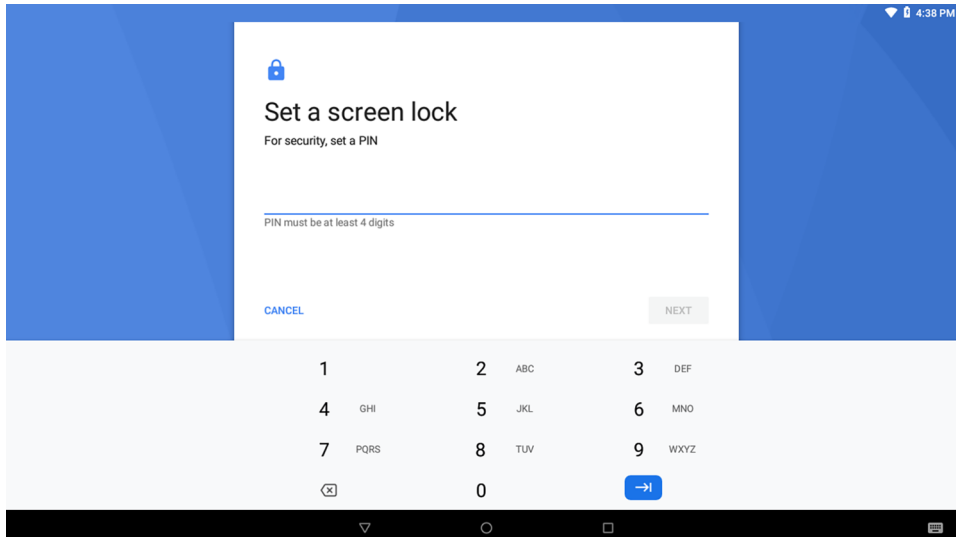 4:38 PM
Set a screen lock
For security, set a PIN
PIN must be at least 4 digits
CANCEL NEXT
1 2 ABC 3 DEF
4 GHI 5 JKL 6 MNO
7 PQRS 8 TUV 9 WXYZ
0